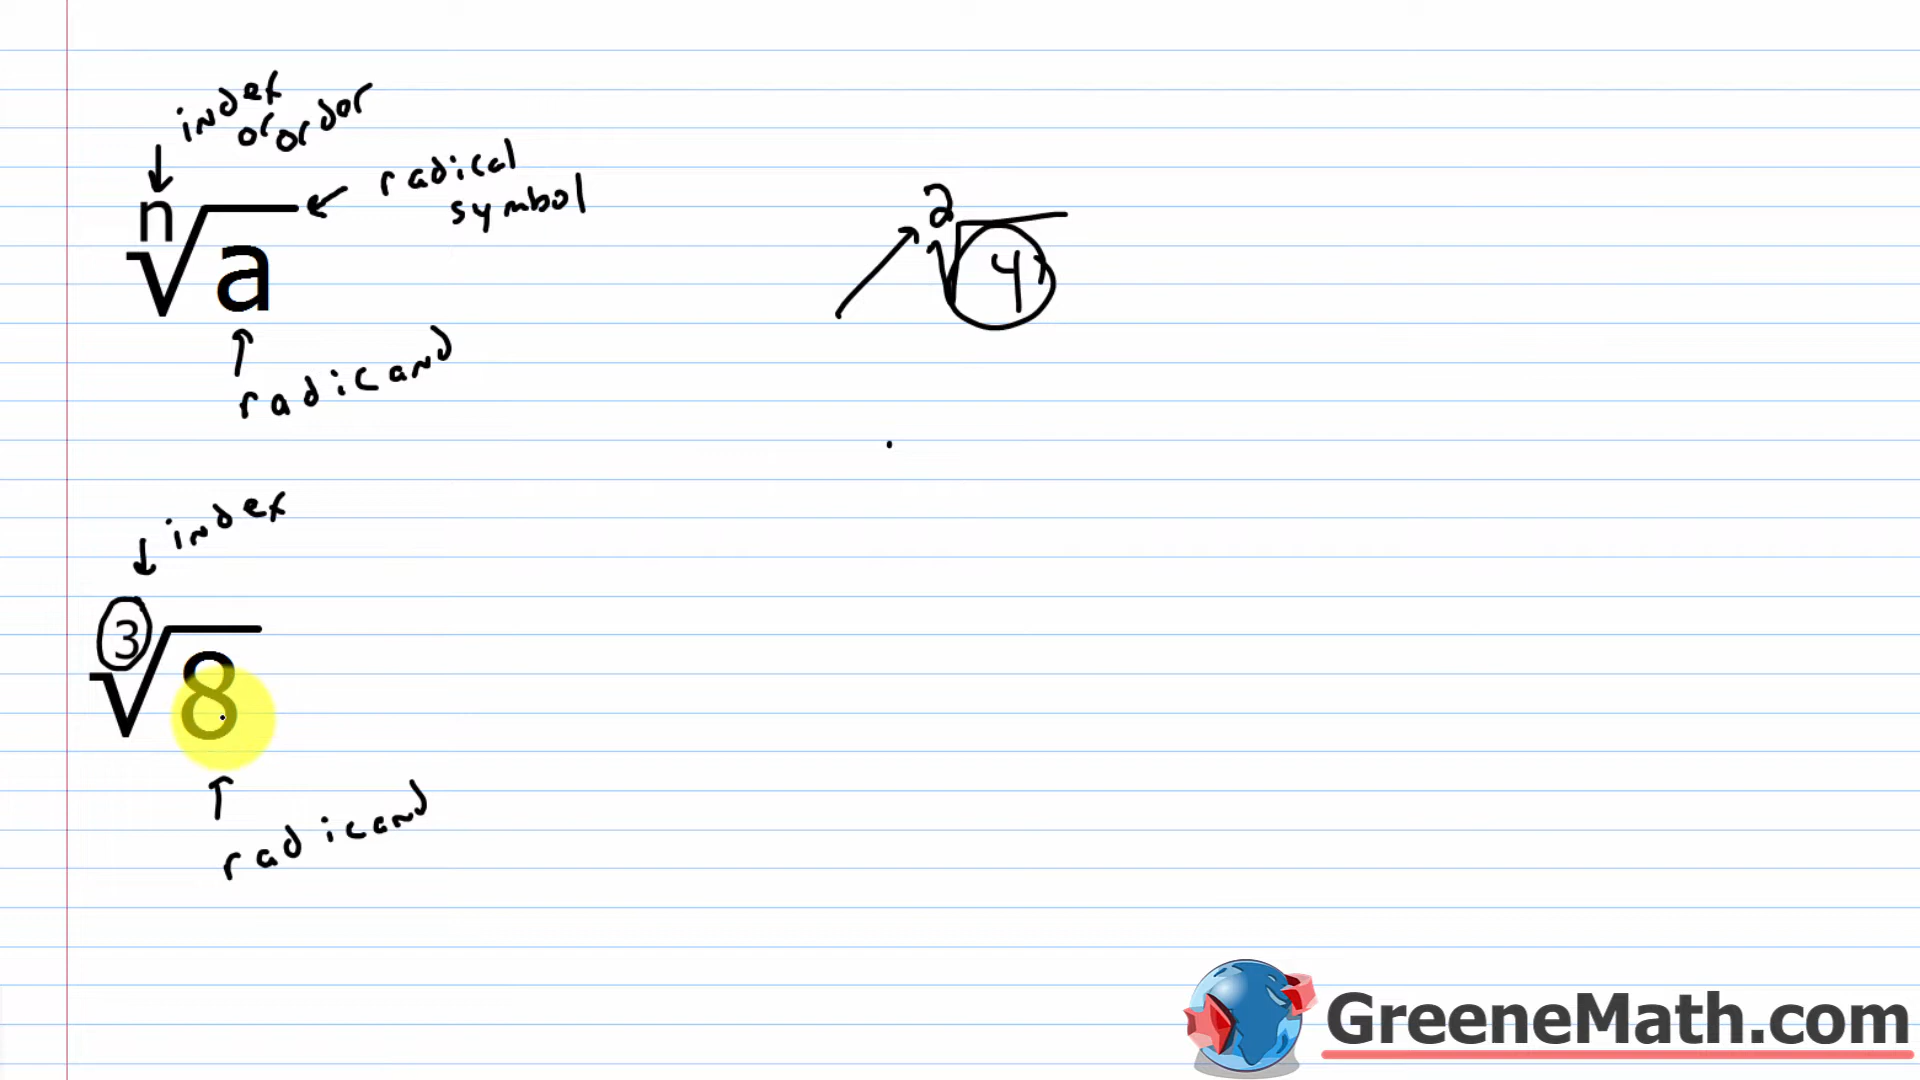 index
or order
n√a
radical
symbol
radicand
2√4
index
3√8
radicand
GreeneMath.com